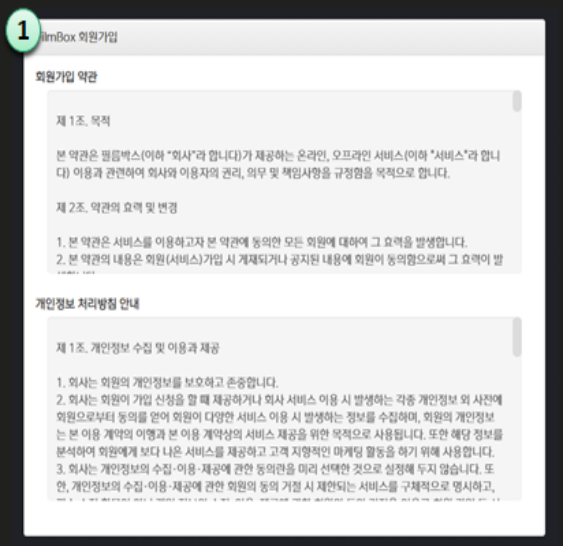 1
ilmBox 회원가입
회원가입 약관
제 1조. 목적
본 약관은 필름박스(이하 "회사"라 합니다)가 제공하는 온라인, 오프라인 서비스(이하 "서비스"라 합니
다) 이용과 관련하여 회사와 이용자의 권리, 의무 및 책임사항을 규정함을 목적으로 합니다.
제 2조. 약관의 효력 및 변경
1. 본 약관은 서비스를 이용하고자 본 약관에 동의한 모든 회원에 대하여 그 효력을 발생합니다.
2. 본 약관의 내용은 회원(서비스)가입 시 게재되거나 공지된 내용에 회원이 동의함으로써 그 효력이 발
개인정보 처리방침 안내
제 1조. 개인정보 수집 및 이용과 제공
1. 회사는 회원의 개인정보를 보호하고 존중합니다.
2. 회사는 회원이 가입 신청을 할 때 제공하거나 회사 서비스 이용 시 발생하는 각종 개인정보 외 사전에
회원으로부터 동의를 얻어 회원이 다양한 서비스 이용 시 발생하는 정보를 수집하며, 회원의 개인정보
는 본 이용 계약의 이행과 본 이용 계약상의 서비스 제공을 위한 목적으로 사용됩니다. 또한 해당 정보를
분석하여 회원에게 보다 나은 서비스를 제공하고 고객 지향적인 마케팅 활동을 하기 위해 사용합니다.
3. 회사는 개인정보의 수집·이용·제공에 관한 동의란을 미리 선택한 것으로 설정해 두지 않습니다. 또
한, 개인정보의 수집·이용·제공에 관한 회원의 동의 거절 시 제한되는 서비스를 구체적으로 명시하고,